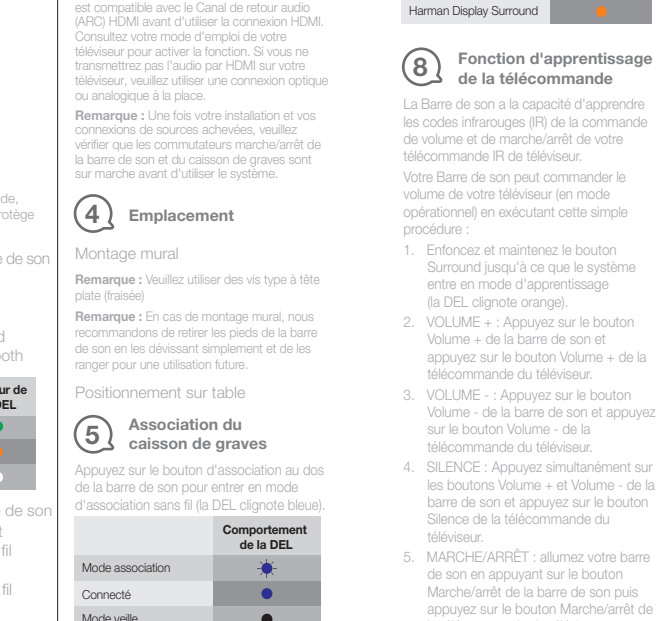 de,
rotège
e de son
d
ooth
ur de
DEL
e de son
t
fil
fil
est compatible avec le Canal de retour audio
(ARC) HDMI avant d'utiliser la connexion HDMI.
Consultez votre mode d'emploi de votre
téléviseur pour activer la fonction. Si vous ne
transmettrez pas l'audio par HDMI sur votre
téléviseur, veuillez utiliser une connexion optique
ou analogique à la place.
Remarque : Une fois votre installation et vos
connexions de sources achevées, veuillez
vérifier que les commutateurs marche/arrêt de
la barre de son et du caisson de graves sont
sur marche avant d'utiliser le système.
4 Emplacement
Montage mural
Remarque : Veuillez utiliser des vis type à tête
plate (fraisée)
Remarque : En cas de montage mural, nous
recommandons de retirer les pieds de la barre
de son en les dévissant simplement et de les
ranger pour une utilisation future.
Positionnement sur table
5 Association du
caisson de graves
Appuyez sur le bouton d'association au dos
de la barre de son pour entrer en mode
d'association sans fil (la DEL clignote bleue).
Comportement
de la DEL
Mode association
Connecté
Mode veille
Harman Display Surround
8 Fonction d'apprentissage
de la télécommande
La Barre de son a la capacité d'apprendre
les codes infrarouges (IR) de la commande
de volume et de marche/arrêt de votre
télécommande IR de téléviseur.
Votre Barre de son peut commander le
volume de votre téléviseur (en mode
opérationnel) en exécutant cette simple
procédure :
1. Enfoncez et maintenez le bouton
Surround jusqu'à ce que le système
entre en mode d'apprentissage
(la DEL clignote orange).
2. VOLUME + : Appuyez sur le bouton
Volume + de la barre de son et
appuyez sur le bouton Volume + de la
télécommande du téléviseur.
3. VOLUME - : Appuyez sur le bouton
Volume - de la barre de son et appuyez
sur le bouton Volume - de la
télécommande du téléviseur.
4. SILENCE : Appuyez simultanément sur
les boutons Volume + et Volume - de la
barre de son et appuyez sur le bouton
Silence de la télécommande du
téléviseur.
5. MARCHE/ARRÊT : allumez votre barre
de son en appuyant sur le bouton
Marche/arrêt de la barre de son puis
appuyez sur le bouton Marche/arrêt de